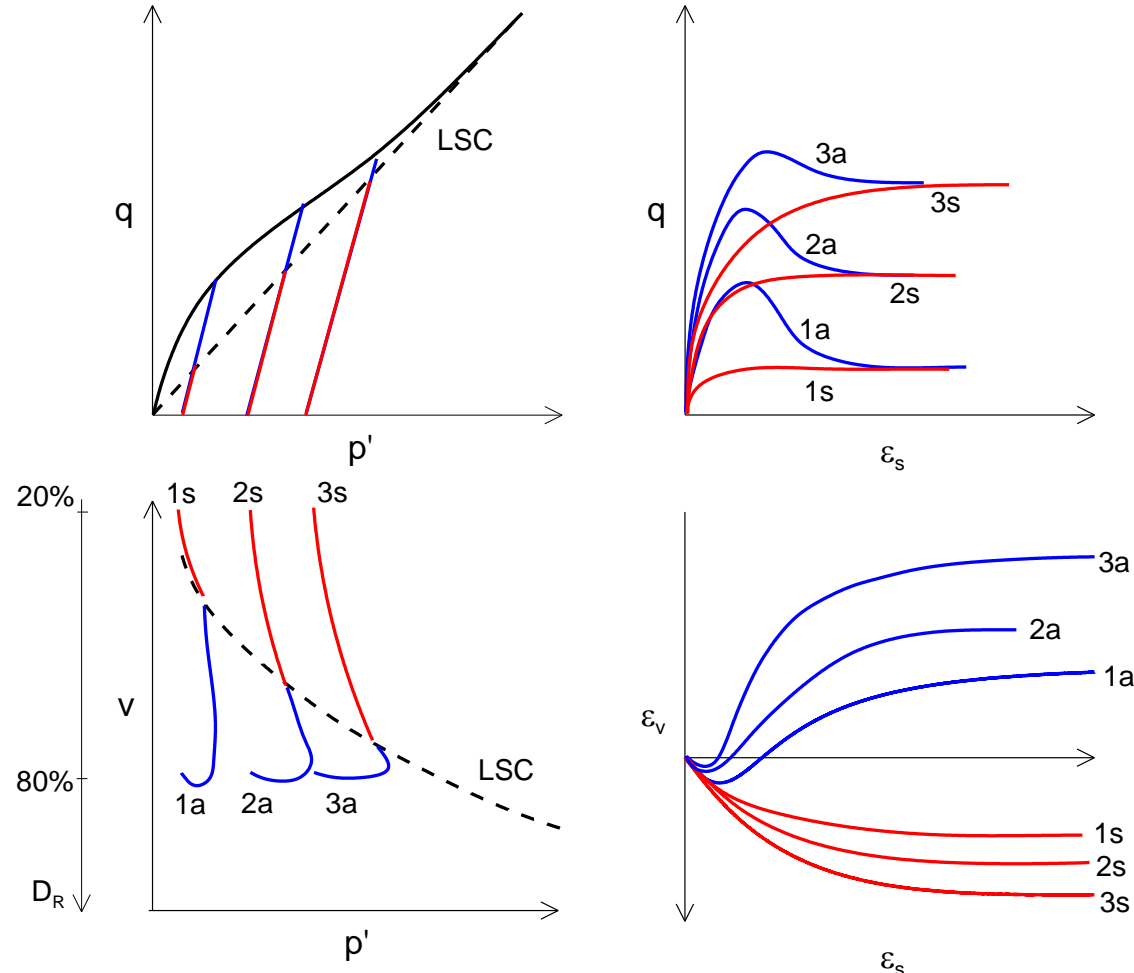 LSC
q
p'
3a
q
3s
2a
2s
1a
1s
εs
20%
1s 2s 3s
v
80%
1a 2a 3a
LSC
DR
p'
3a
2a
1a
εv
1s
2s
3s
εs